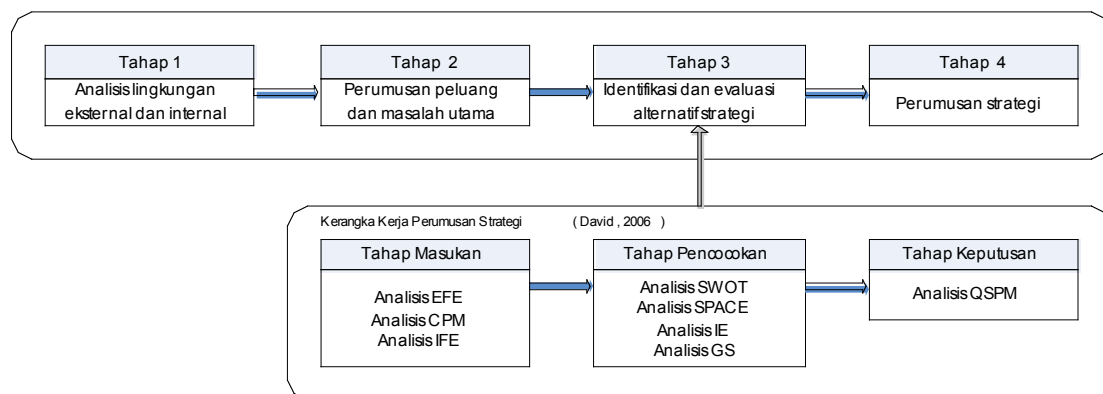 Tahap 1
Analisis lingkungan
eksternal dan internal
Tahap 2
Perumusan peluang
dan masalah utama
Tahap 3
Identifikasi dan evaluasi
alternatif strategi
Tahap 4
Perumusan strategi
Kerangka Kerja Perumusan Strategi ( David , 2006 )
Tahap Masukan
Analisis EFE
Analisis CPM
Analisis IFE
Tahap Pencocokan
Analisis SWOT
Analisis SPACE
Analisis IE
Analisis GS
Tahap Keputusan
Analisis QSPM